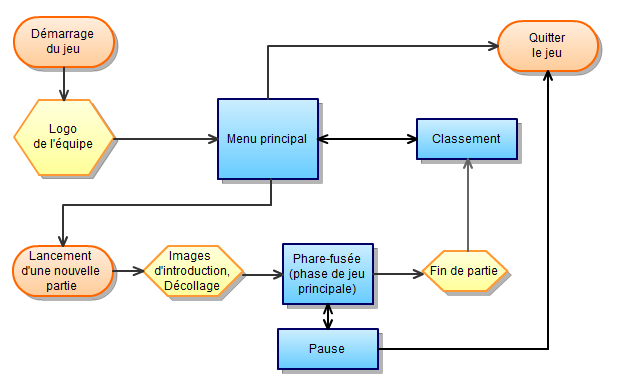 Démarrage
du jeu
Quitter
le jeu
Logo
de l'équipe
Menu principal
Classement
Lancement
d'une nouvelle
partie
Images
d'introduction,
Décollage
Phare-fusée
(phase de jeu
principale)
Fin de partie
Pause